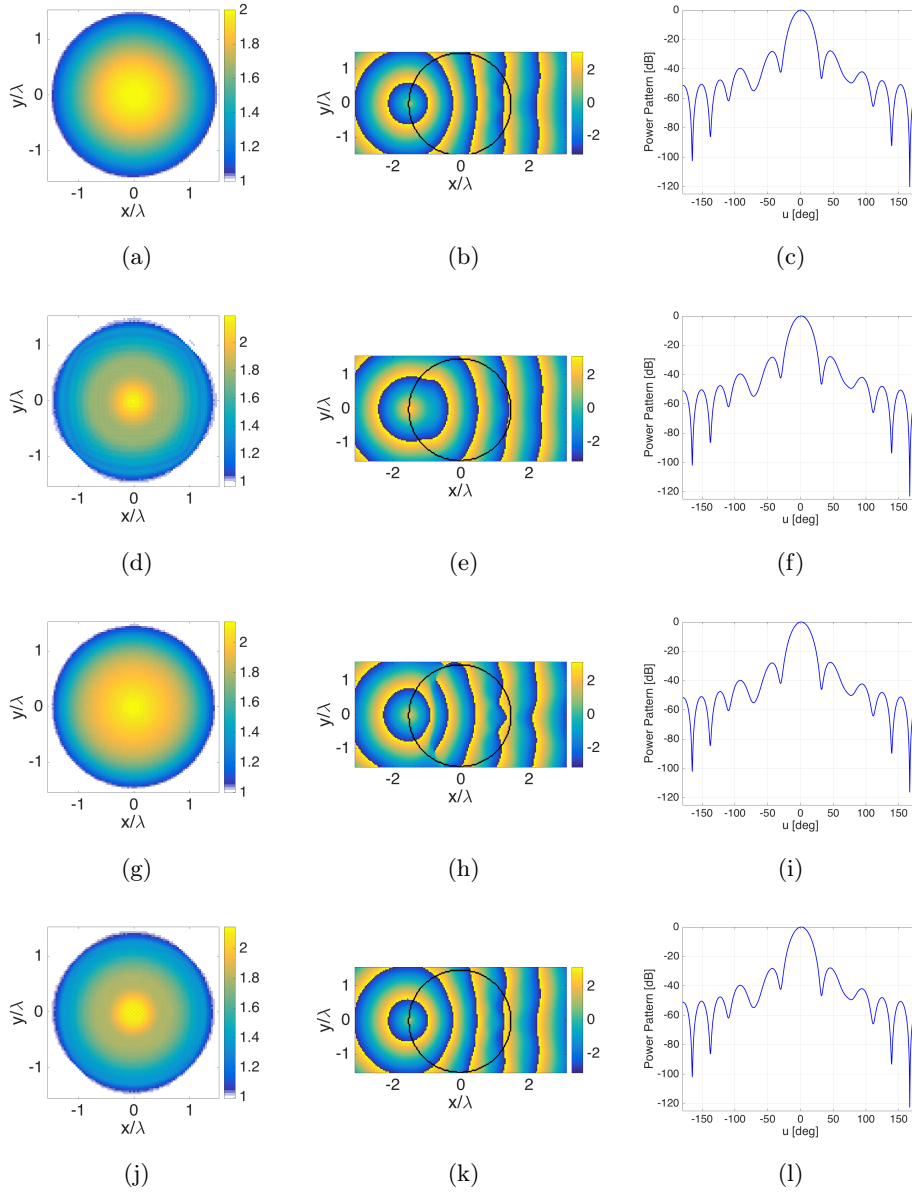 1
0
-1
y/λ
-1 0 1
x/λ
2
1.8
1.6
1.4
1.2
1
(a)
1
0
-1
y/λ
-2 0 2
x/λ
2
0
-2
(b)
0
-20
-40
-60
-80
-100
-120
Power Pattern [dB]
-150 -100 -50 0 50 100 150
u [deg]
(c)
1
0
-1
y/λ
-1 0 1
x/λ
2
1.8
1.6
1.4
1.2
1
(d)
1
0
-1
y/λ
-2 0 2
x/λ
2
0
-2
(e)
0
-20
-40
-60
-80
-100
-120
Power Pattern [dB]
-150 -100 -50 0 50 100 150
u [deg]
(f)
1
0
-1
y/λ
-1 0 1
x/λ
2
1.8
1.6
1.4
1.2
1
(g)
1
0
-1
y/λ
-2 0 2
x/λ
2
0
-2
(h)
0
-20
-40
-60
-80
-100
-120
Power Pattern [dB]
-150 -100 -50 0 50 100 150
u [deg]
(i)
1
0
-1
y/λ
-1 0 1
x/λ
2
1.8
1.6
1.4
1.2
1
(j)
1
0
-1
y/λ
-2 0 2
x/λ
2
0
-2
(k)
0
-20
-40
-60
-80
-100
-120
Power Pattern [dB]
-150 -100 -50 0 50 100 150
u [deg]
(l)